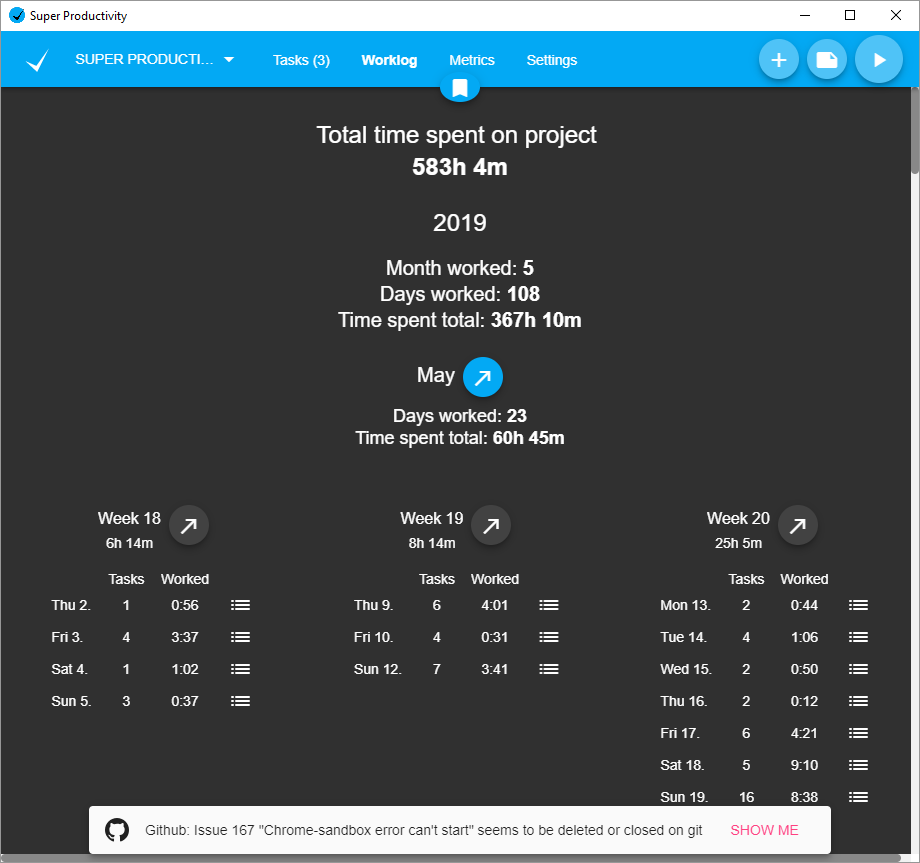 Super Productivity
SUPER PRODUCTI... Tasks (3) Worklog Metrics Settings
Total time spent on project
583h 4m
2019
Month worked: 5
Days worked: 108
Time spent total: 367h 10m
May
Days worked: 23
Time spent total: 60h 45m
Week 18
6h 14m
Tasks Worked
Thu 2. 1 0:56
Fri 3. 4 3:37
Sat 4. 1 1:02
Sun 5. 3 0:37
Week 19
8h 14m
Tasks Worked
Thu 9. 6 4:01
Fri 10. 4 0:31
Sun 12. 7 3:41
Week 20
25h 5m
Tasks Worked
Mon 13. 2 0:44
Tue 14. 4 1:06
Wed 15. 2 0:50
Thu 16. 2 0:12
Fri 17. 6 4:21
Sat 18. 5 9:10
Sun 19. 16 8:38
Github: Issue 167 "Chrome-sandbox error can't start" seems to be deleted or closed on git SHOW ME